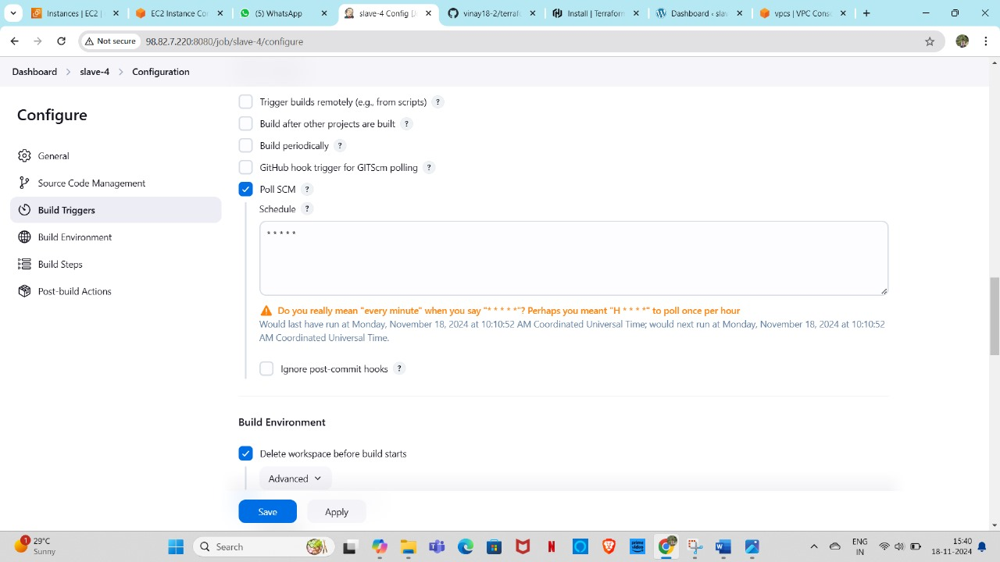 Instances | EC2 |
EC2 Instance Co
(5) WhatsApp
slave-4 Config [J
vinay18-2/terraf
Install | Terraform
Dashboard ‹ slav
vpcs | VPC Cons
Not secure
98.82.7.220:8080/job/slave-4/configure
Dashboard > slave-4 > Configuration
Configure
General
Source Code Management
Build Triggers
Build Environment
Build Steps
Post-build Actions
Trigger builds remotely (e.g., from scripts) ?
Build after other projects are built ?
Build periodically ?
GitHub hook trigger for GITScm polling ?
Poll SCM ?
Schedule ?
* * * * *
Do you really mean "every minute" when you say "* * * * *"? Perhaps you meant "H * * * *" to poll once per hour
Would last have run at Monday, November 18, 2024 at 10:10:52 AM Coordinated Universal Time; would next run at Monday, November 18, 2024 at 10:10:52
AM Coordinated Universal Time.
Ignore post-commit hooks ?
Build Environment
Delete workspace before build starts
Advanced
Save
Apply
1
29°C
Sunny
Search
prime video
ENG
IN
15:40
18-11-2024